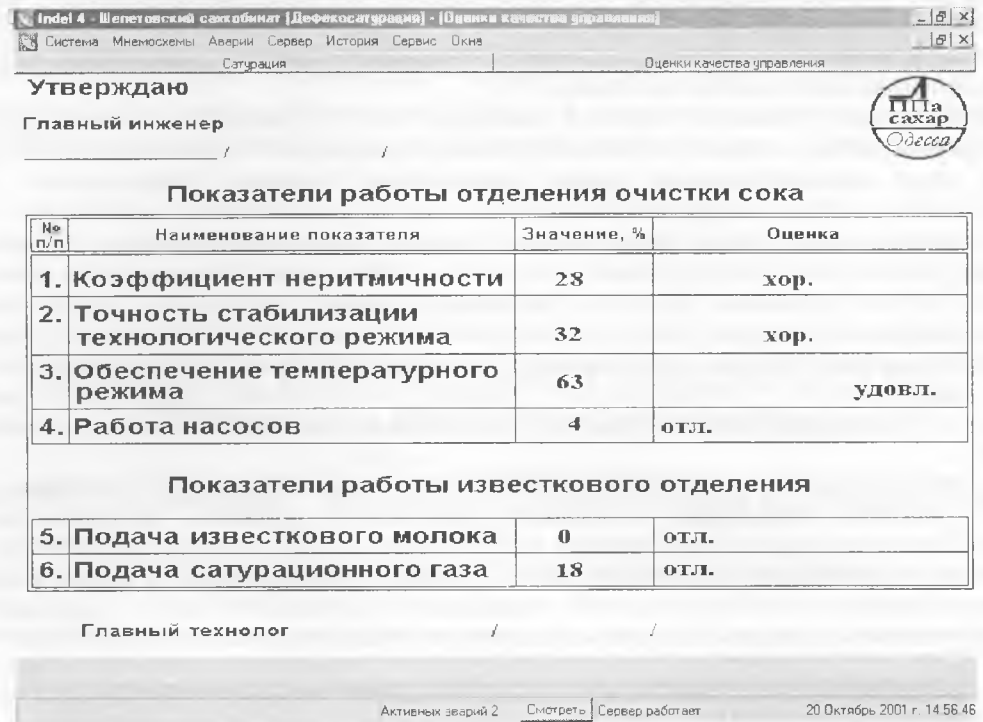 Indel 4 - Шепетовский сахкобинат [Дефекосатурация] - [Оценки качества управления]
Система Мнемосхемы Аварии Сервер История Сервис Окна
Сатурация Оценки качества управления
Утверждаю
ППа
сахар
Одесса
Главный инженер
/ /
Показатели работы отделения очистки сока
№ п/п Наименование показателя Значение, % Оценка
1. Коэффициент неритмичности 28 хор.
2. Точность стабилизации
технологического режима 32 хор.
3. Обеспечение температурного
режима 63 удовл.
4. Работа насосов 4 отл.
Показатели работы известкового отделения
5. Подача известкового молока 0 отл.
6. Подача сатурационного газа 18 отл.
Главный технолог / /
Активных аварий 2 Смотреть Сервер работает 20 Октябрь 2001 г. 14.56.46